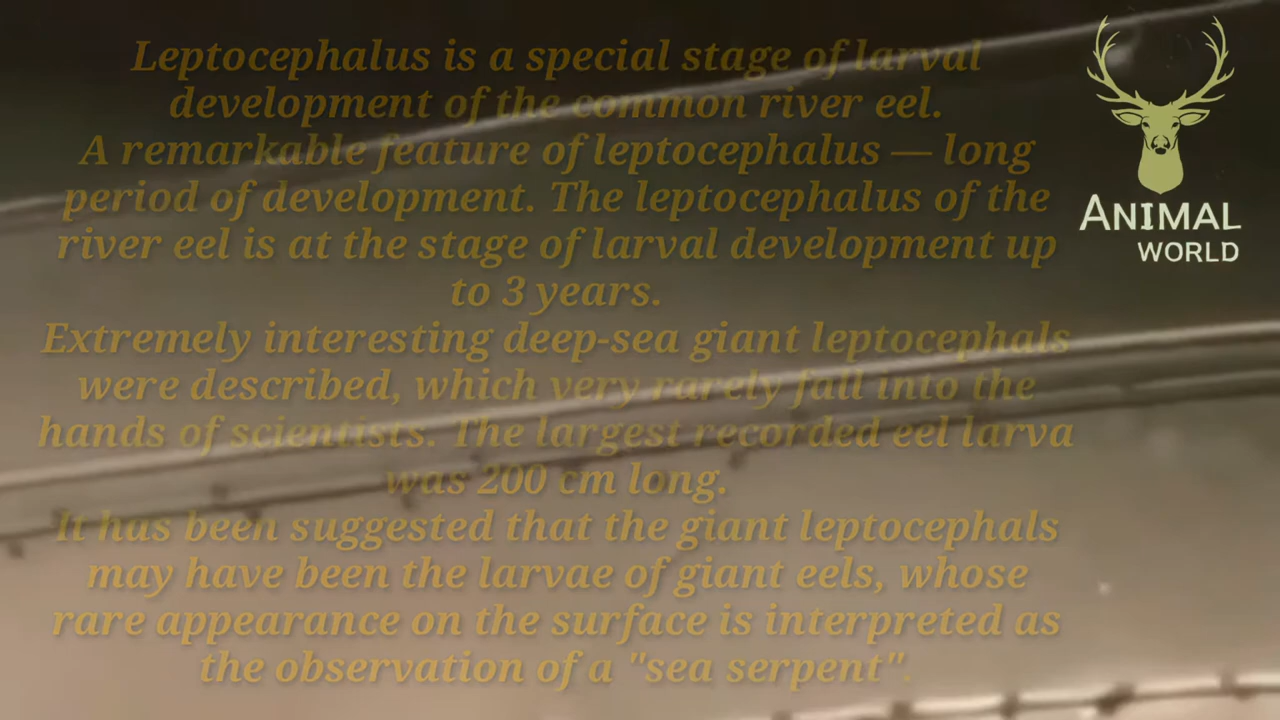 Leptocephalus is a special stage of larval
development of the common river eel.
A remarkable feature of leptocephalus — long
period of development. The leptocephalus of the
river eel is at the stage of larval development up
to 3 years.
Extremely interesting deep-sea giant leptocephals
were described, which very rarely fall into the
hands of scientists. The largest recorded eel larva
was 200 cm long.
It has been suggested that the giant leptocephals
may have been the larvae of giant eels, whose
rare appearance on the surface is interpreted as
the observation of a "sea serpent".
ANIMAL
WORLD